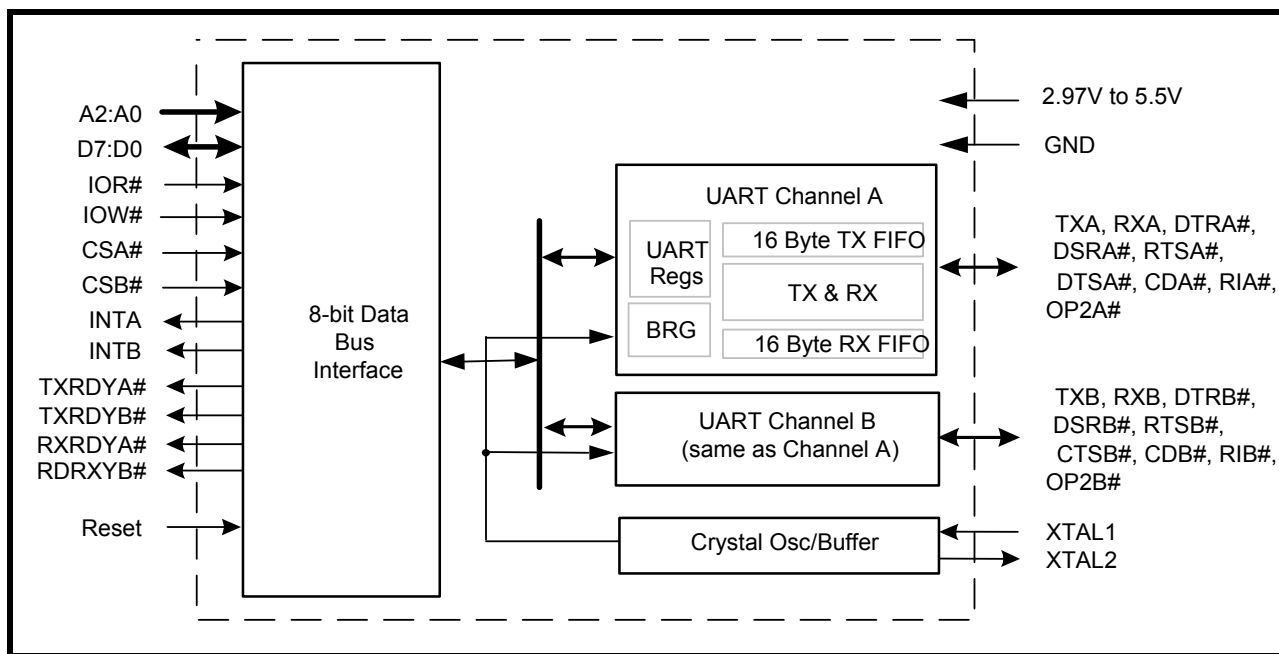 A2:A0
D7:D0
IOR#
IOW#
CSA#
CSB#
INTA
INTB
TXRDYA#
TXRDYB#
RXRDYA#
RDRXYB#
Reset
8-bit Data
Bus
Interface
UART Channel A
UART
Regs
BRG
16 Byte TX FIFO
TX & RX
16 Byte RX FIFO
UART Channel B
(same as Channel A)
Crystal Osc/Buffer
2.97V to 5.5V
GND
TXA, RXA, DTRA#,
DSRA#, RTSA#,
DTSA#, CDA#, RIA#,
OP2A#
TXB, RXB, DTRB#,
DSRB#, RTSB#,
CTSB#, CDB#, RIB#,
OP2B#
XTAL1
XTAL2